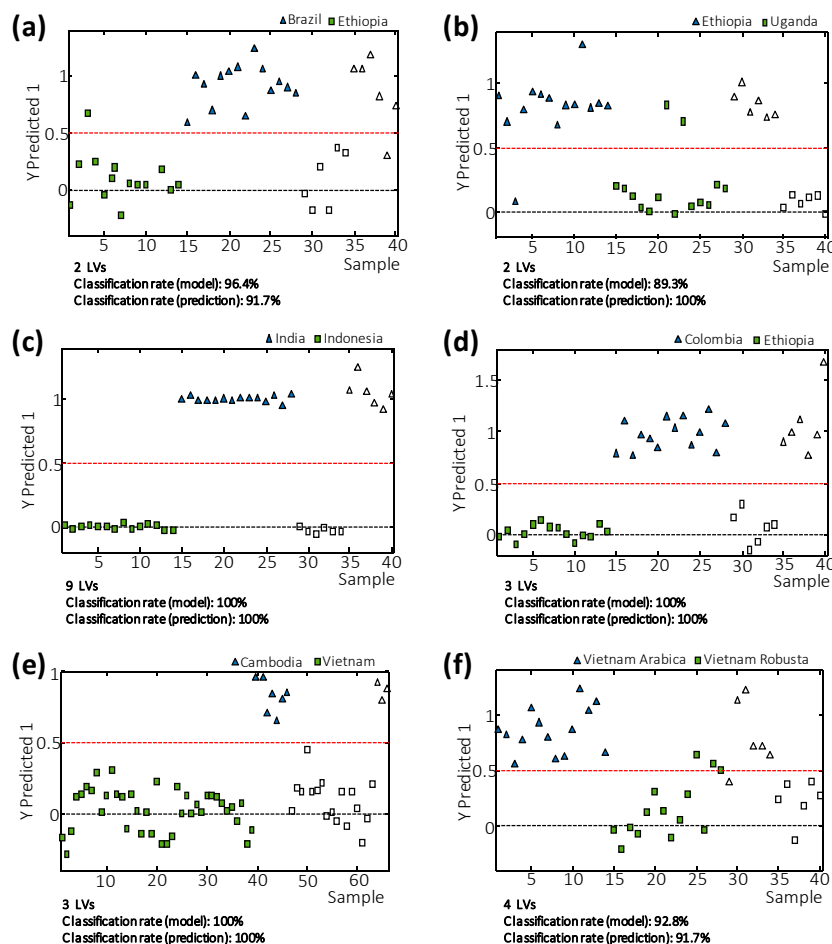 (a)
Brazil Ethiopia
Y Predicted 1
1
0.5
0
5 10 15 20 25 30 35 40
Sample
2 LVs
Classification rate (model): 96.4%
Classification rate (prediction): 91.7%
(b)
Ethiopia Uganda
Y Predicted 1
1
0.5
0
5 10 15 20 25 30 35 40
Sample
2 LVs
Classification rate (model): 89.3%
Classification rate (prediction): 100%
(c)
India Indonesia
Y Predicted 1
1
0.5
0
5 10 15 20 25 30 35 40
Sample
9 LVs
Classification rate (model): 100%
Classification rate (prediction): 100%
(d)
Colombia Ethiopia
Y Predicted 1
1.5
1
0.5
0
5 10 15 20 25 30 35 40
Sample
3 LVs
Classification rate (model): 100%
Classification rate (prediction): 100%
(e)
Cambodia Vietnam
Y Predicted 1
1
0.5
0
10 20 30 40 50 60
Sample
3 LVs
Classification rate (model): 100%
Classification rate (prediction): 100%
(f)
Vietnam Arabica Vietnam Robusta
Y Predicted 1
1
0.5
0
5 10 15 20 25 30 35 40
Sample
4 LVs
Classification rate (model): 92.8%
Classification rate (prediction): 91.7%